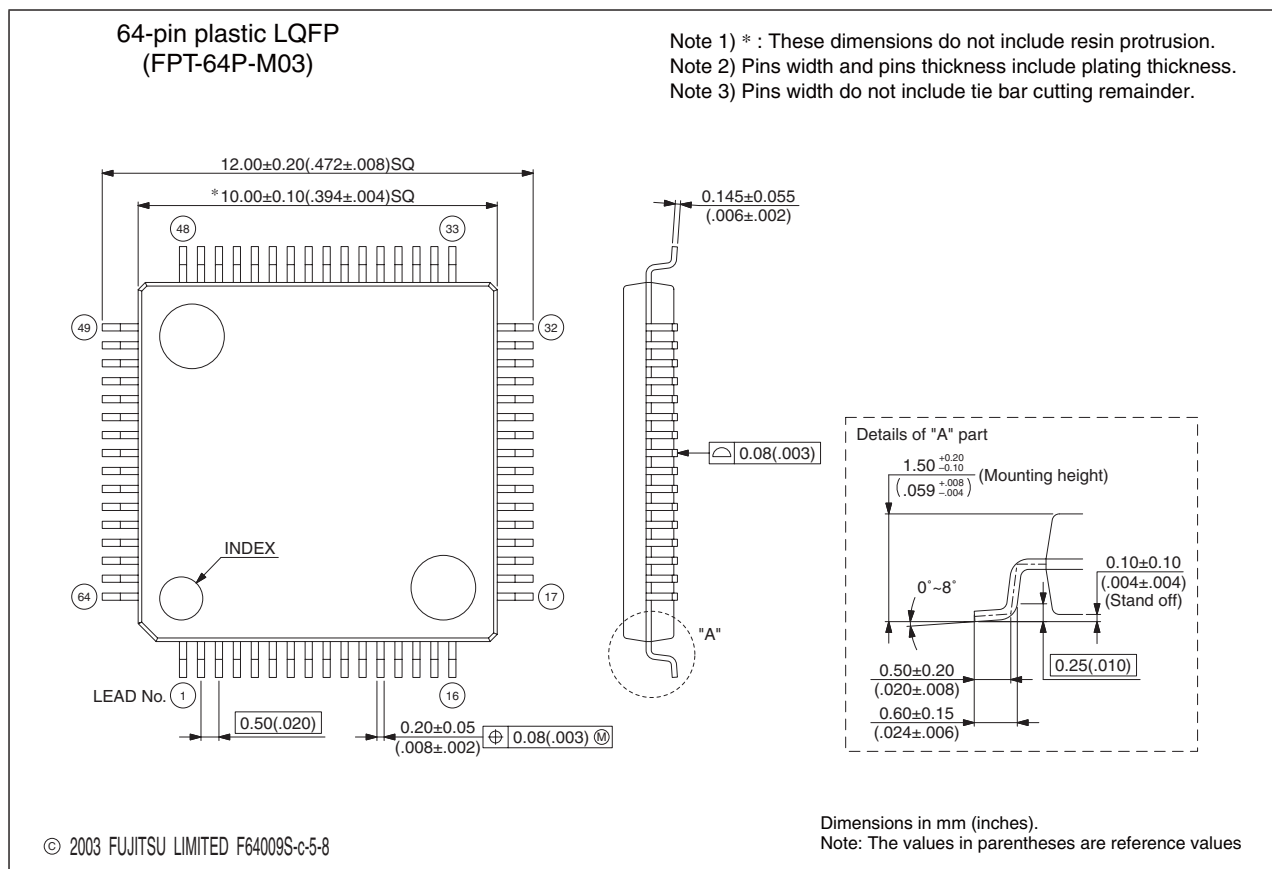 64-pin plastic LQFP
(FPT-64P-M03)
Note 1) * : These dimensions do not include resin protrusion.
Note 2) Pins width and pins thickness include plating thickness.
Note 3) Pins width do not include tie bar cutting remainder.
12.00±0.20(.472±.008)SQ
*10.00±0.10(.394±.004)SQ
0.145±0.055
(.006±.002)
48
33
49
32
0.08(.003)
Details of "A" part
1.50 +0.20 –0.10 (Mounting height)
(.059 +.008 –.004)
INDEX
0.10±0.10
(.004±.004)
(Stand off)
0˚~8˚
64
17
"A"
0.25(.010)
0.50±0.20
(.020±.008)
0.60±0.15
(.024±.006)
LEAD No. 1
16
0.50(.020)
0.20±0.05
(.008±.002)
⌖ 0.08(.003) Ⓜ
© 2003 FUJITSU LIMITED F64009S-c-5-8
Dimensions in mm (inches).
Note: The values in parentheses are reference values